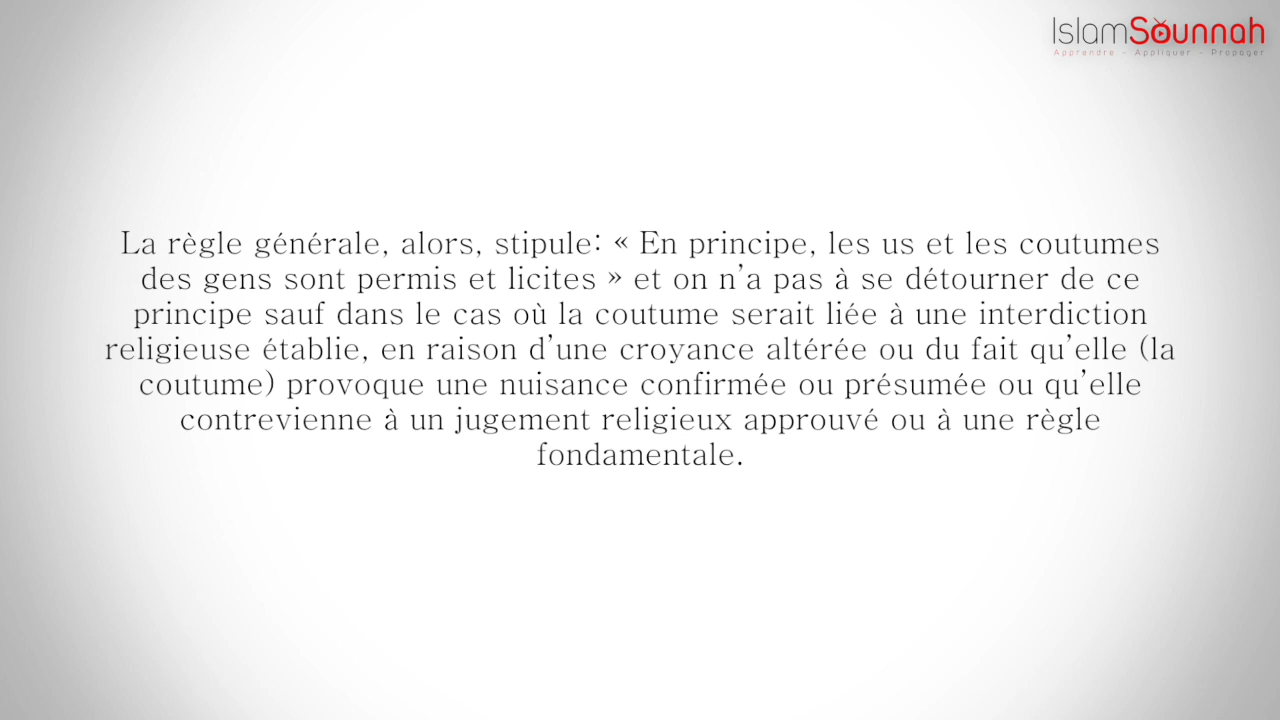 IslamSounnah
Apprendre - Appliquer - Propager
La règle générale, alors, stipule: « En principe, les us et les coutumes
des gens sont permis et licites » et on n’a pas à se détourner de ce
principe sauf dans le cas où la coutume serait liée à une interdiction
religieuse établie, en raison d’une croyance altérée ou du fait qu’elle (la
coutume) provoque une nuisance confirmée ou présumée ou qu’elle
contrevienne à un jugement religieux approuvé ou à une règle
fondamentale.